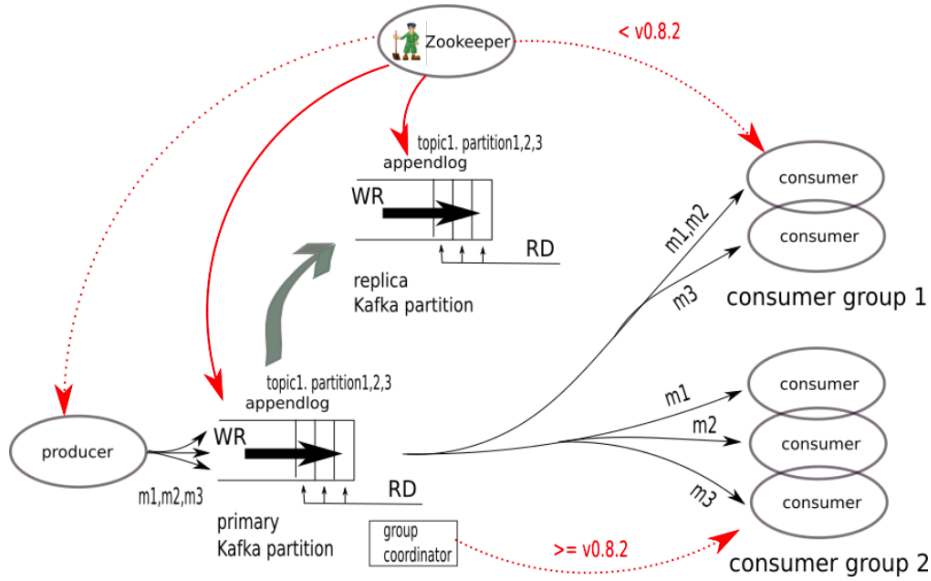 Zookeeper
< v0.8.2
topic1. partition1,2,3
appendlog
WR
RD
replica
Kafka partition
consumer
consumer
m1,m2
m3
consumer group 1
topic1. partition1,2,3
appendlog
producer
WR
m1,m2,m3
RD
primary
Kafka partition
group
coordinator
>= v0.8.2
m1
m2
m3
consumer
consumer
consumer
consumer group 2